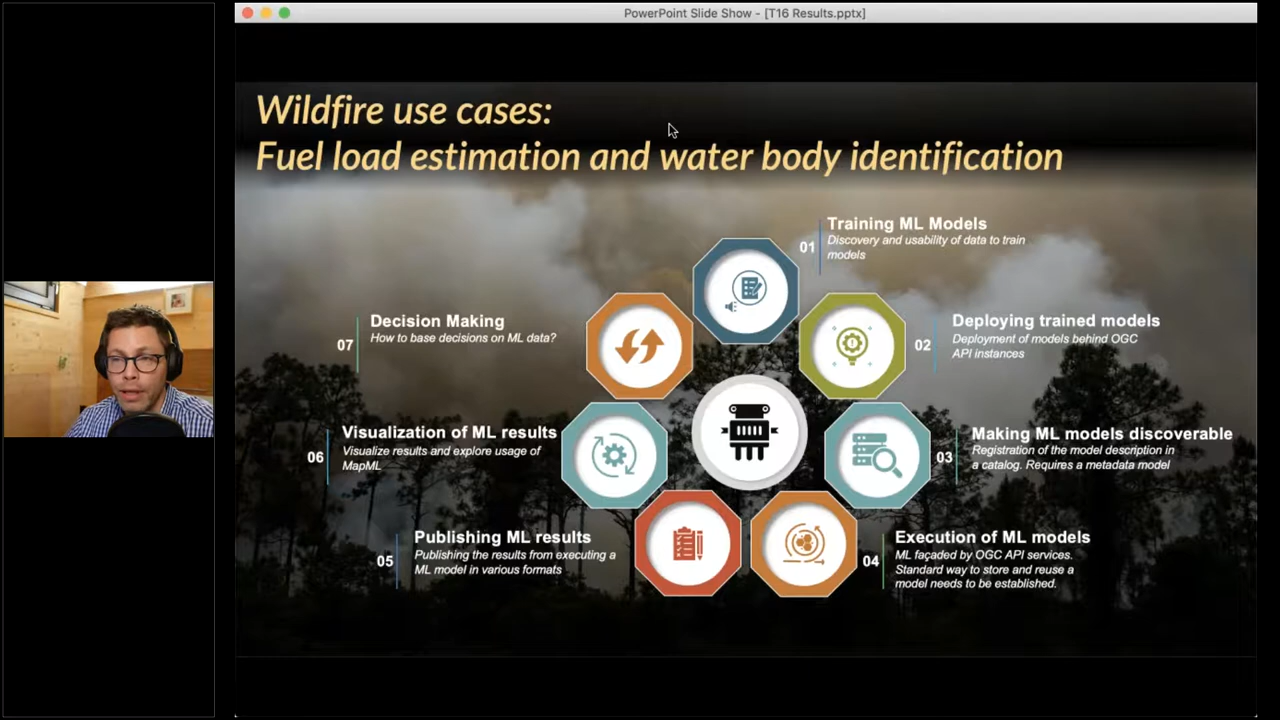 PowerPoint Slide Show - [T16 Results.pptx]
Wildfire use cases:
Fuel load estimation and water body identification
01
Training ML Models
Discovery and usability of data to train
models
02
Deploying trained models
Deployment of models behind OGC
API instances
03
Making ML models discoverable
Registration of the model description in
a catalog. Requires a metadata model
04
Execution of ML models
ML façaded by OGC API services.
Standard way to store and reuse a
model needs to be established.
05
Publishing ML results
Publishing the results from executing a
ML model in various formats
06
Visualization of ML results
Visualize results and explore usage of
MapML
07
Decision Making
How to base decisions on ML data?